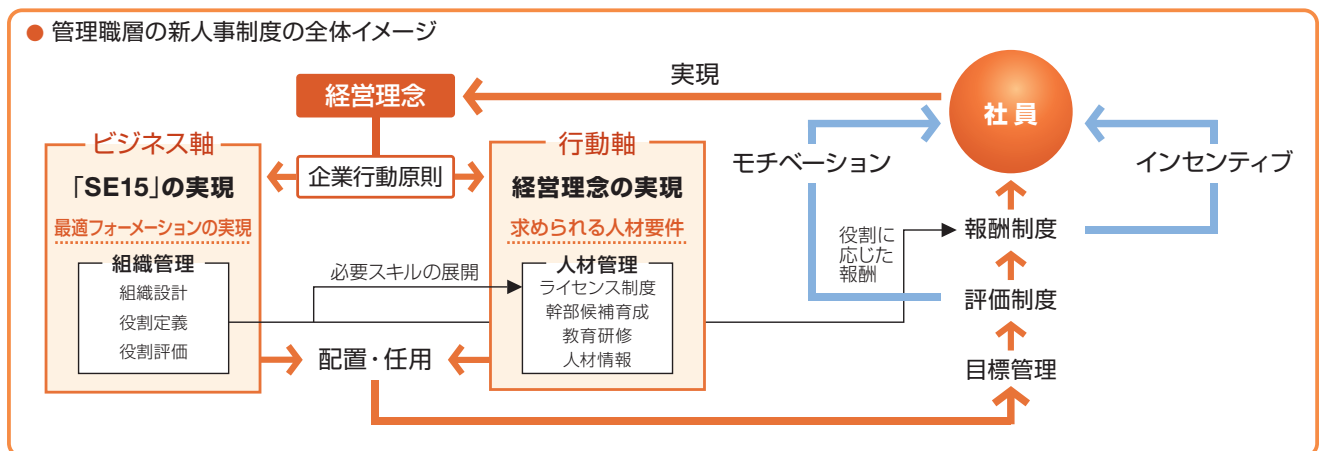 ● 管理職層の新人事制度の全体イメージ
経営理念
実現
社員
ビジネス軸
「SE15」の実現
最適フォーメーションの実現
組織管理
組織設計
役割定義
役割評価
企業行動原則
必要スキルの展開
行動軸
経営理念の実現
求められる人材要件
人材管理
ライセンス制度
幹部候補育成
教育研修
人材情報
配置・任用
モチベーション
インセンティブ
役割に
応じた
報酬
報酬制度
評価制度
目標管理